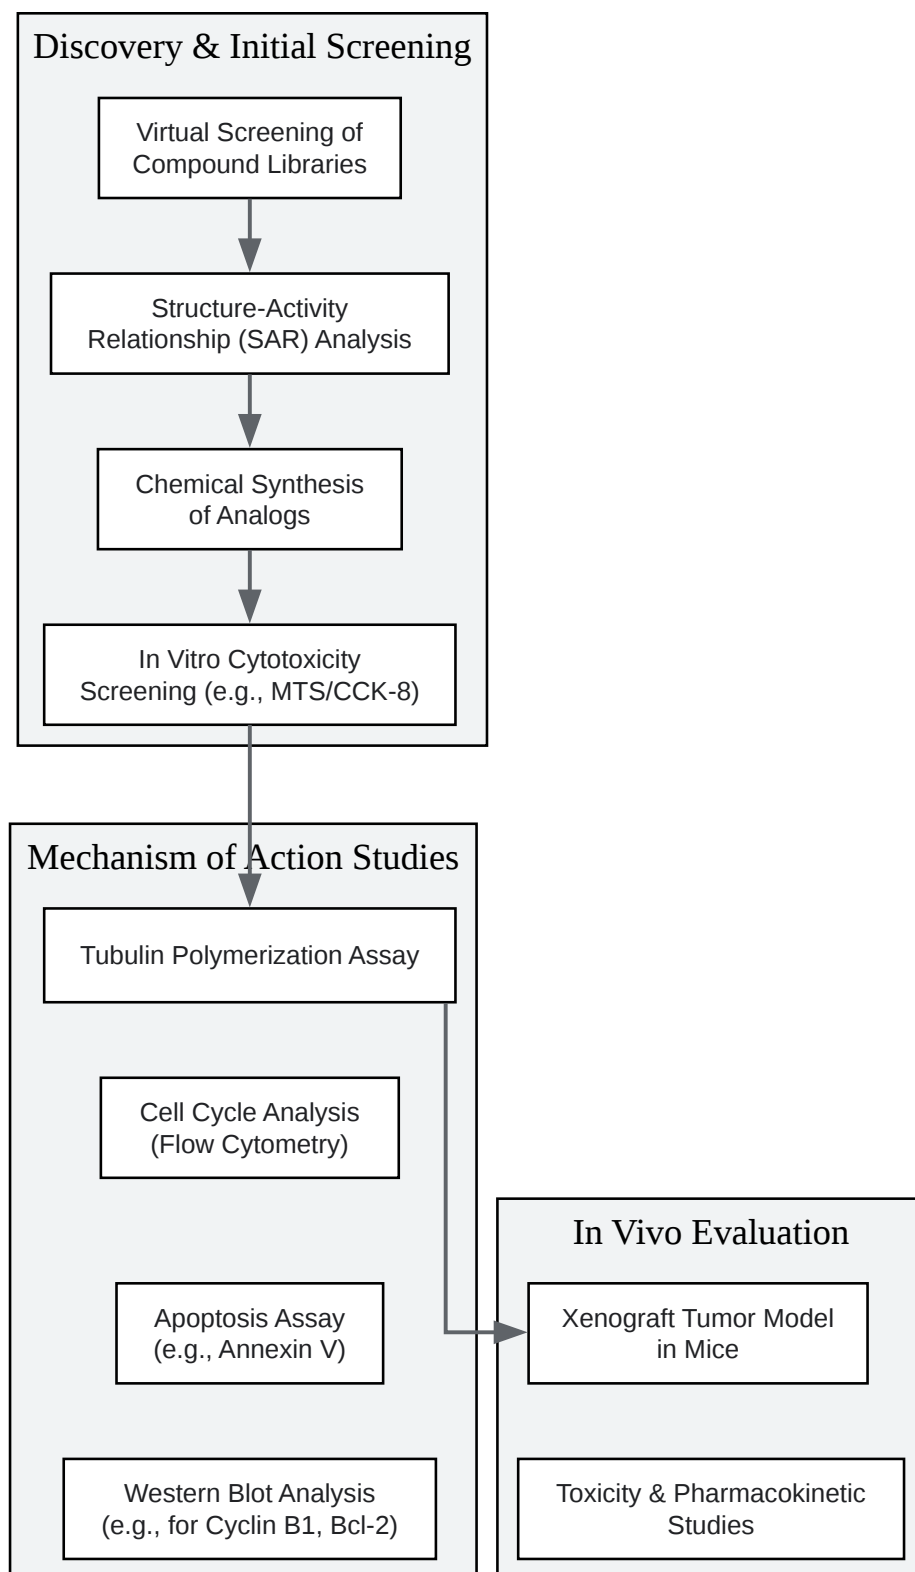 Discovery & Initial Screening
Virtual Screening of
Compound Libraries
Structure-Activity
Relationship (SAR) Analysis
Chemical Synthesis
of Analogs
In Vitro Cytotoxicity
Screening (e.g., MTS/CCK-8)
Mechanism of Action Studies
Tubulin Polymerization Assay
Cell Cycle Analysis
(Flow Cytometry)
Apoptosis Assay
(e.g., Annexin V)
Western Blot Analysis
(e.g., for Cyclin B1, Bcl-2)
In Vivo Evaluation
Xenograft Tumor Model
in Mice
Toxicity & Pharmacokinetic
Studies